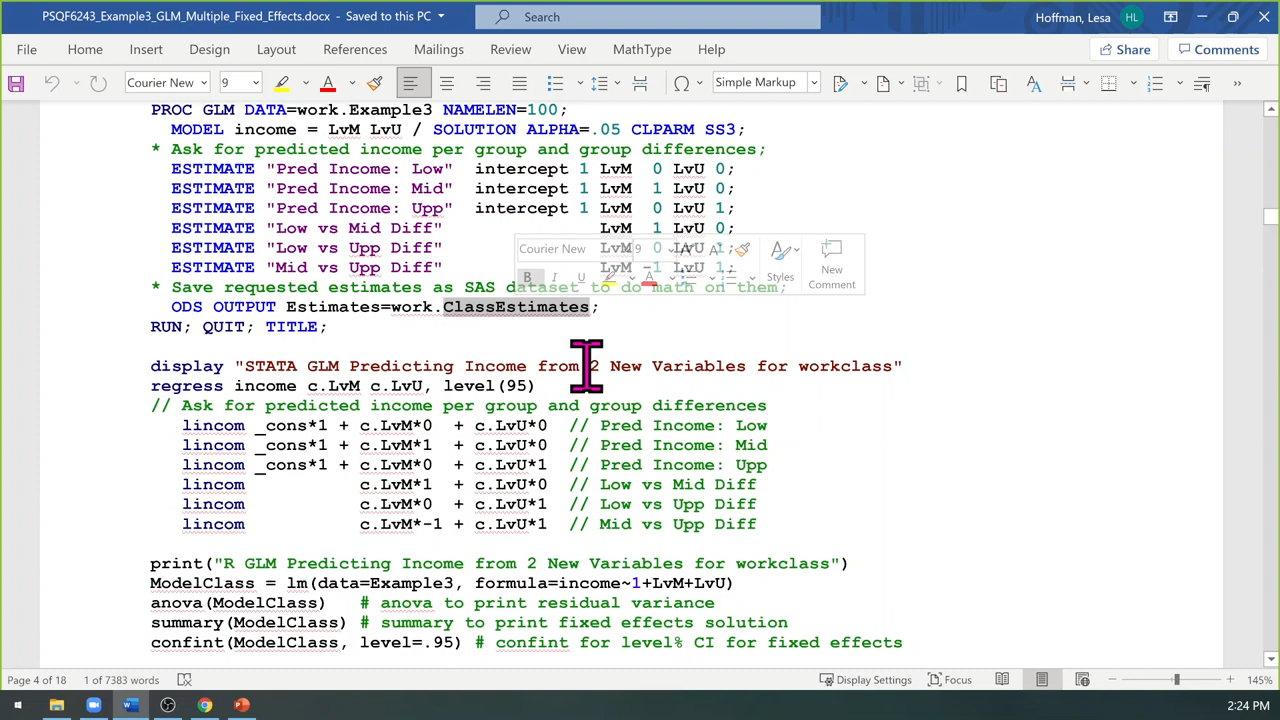 PSQF6243_Example3_GLM_Multiple_Fixed_Effects.docx - Saved to this PC
Search
Hoffman, Lesa HL
File Home Insert Design Layout References Mailings Review View MathType Help Share Comments
Courier New 9 Simple Markup
PROC GLM DATA=work.Example3 NAMELEN=100;
MODEL income = LvM LvU / SOLUTION ALPHA=.05 CLPARM SS3;
* Ask for predicted income per group and group differences;
ESTIMATE "Pred Income: Low" intercept 1 LvM 0 LvU 0;
ESTIMATE "Pred Income: Mid" intercept 1 LvM 1 LvU 0;
ESTIMATE "Pred Income: Upp" intercept 1 LvM 0 LvU 1;
ESTIMATE "Low vs Mid Diff" LvM 1 LvU 0;
ESTIMATE "Low vs Upp Diff" LvM 0 LvU 1;
ESTIMATE "Mid vs Upp Diff" LvM -1 LvU 1;
Courier New 9
Styles
New Comment
* Save requested estimates as SAS dataset to do math on them;
ODS OUTPUT Estimates=work.ClassEstimates;
RUN; QUIT; TITLE;
display "STATA GLM Predicting Income from 2 New Variables for workclass"
regress income c.LvM c.LvU, level(95)
// Ask for predicted income per group and group differences
lincom _cons*1 + c.LvM*0 + c.LvU*0 // Pred Income: Low
lincom _cons*1 + c.LvM*1 + c.LvU*0 // Pred Income: Mid
lincom _cons*1 + c.LvM*0 + c.LvU*1 // Pred Income: Upp
lincom c.LvM*1 + c.LvU*0 // Low vs Mid Diff
lincom c.LvM*0 + c.LvU*1 // Low vs Upp Diff
lincom c.LvM*-1 + c.LvU*1 // Mid vs Upp Diff
print("R GLM Predicting Income from 2 New Variables for workclass")
ModelClass = lm(data=Example3, formula=income~1+LvM+LvU)
anova(ModelClass) # anova to print residual variance
summary(ModelClass) # summary to print fixed effects solution
confint(ModelClass, level=.95) # confint for level% CI for fixed effects
Page 4 of 18 1 of 7383 words Display Settings Focus 145%
2:24 PM